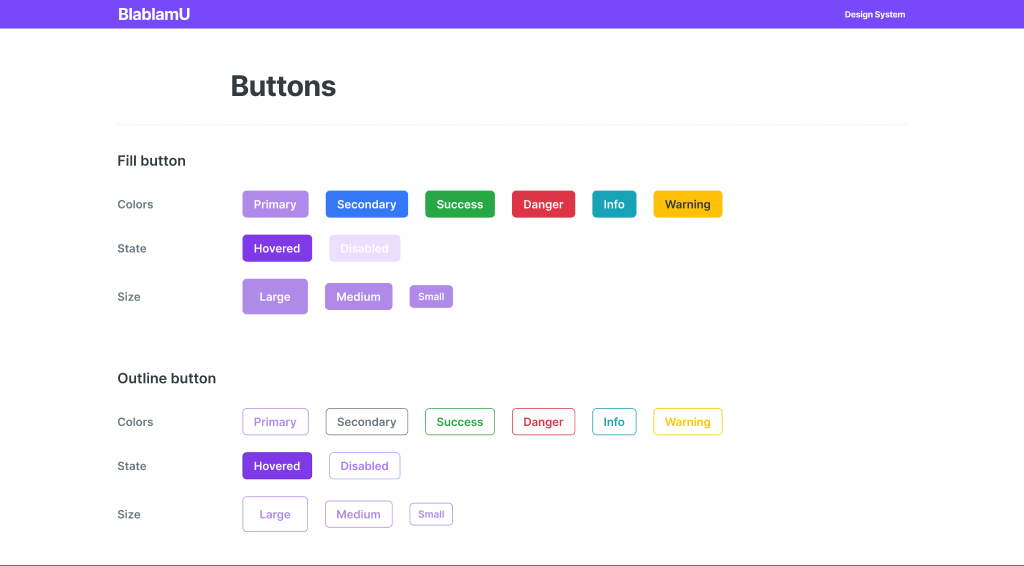 BlablamU
Design System
Buttons
Fill button
Colors Primary Secondary Success Danger Info Warning
State Hovered Disabled
Size Large Medium Small
Outline button
Colors Primary Secondary Success Danger Info Warning
State Hovered Disabled
Size Large Medium Small